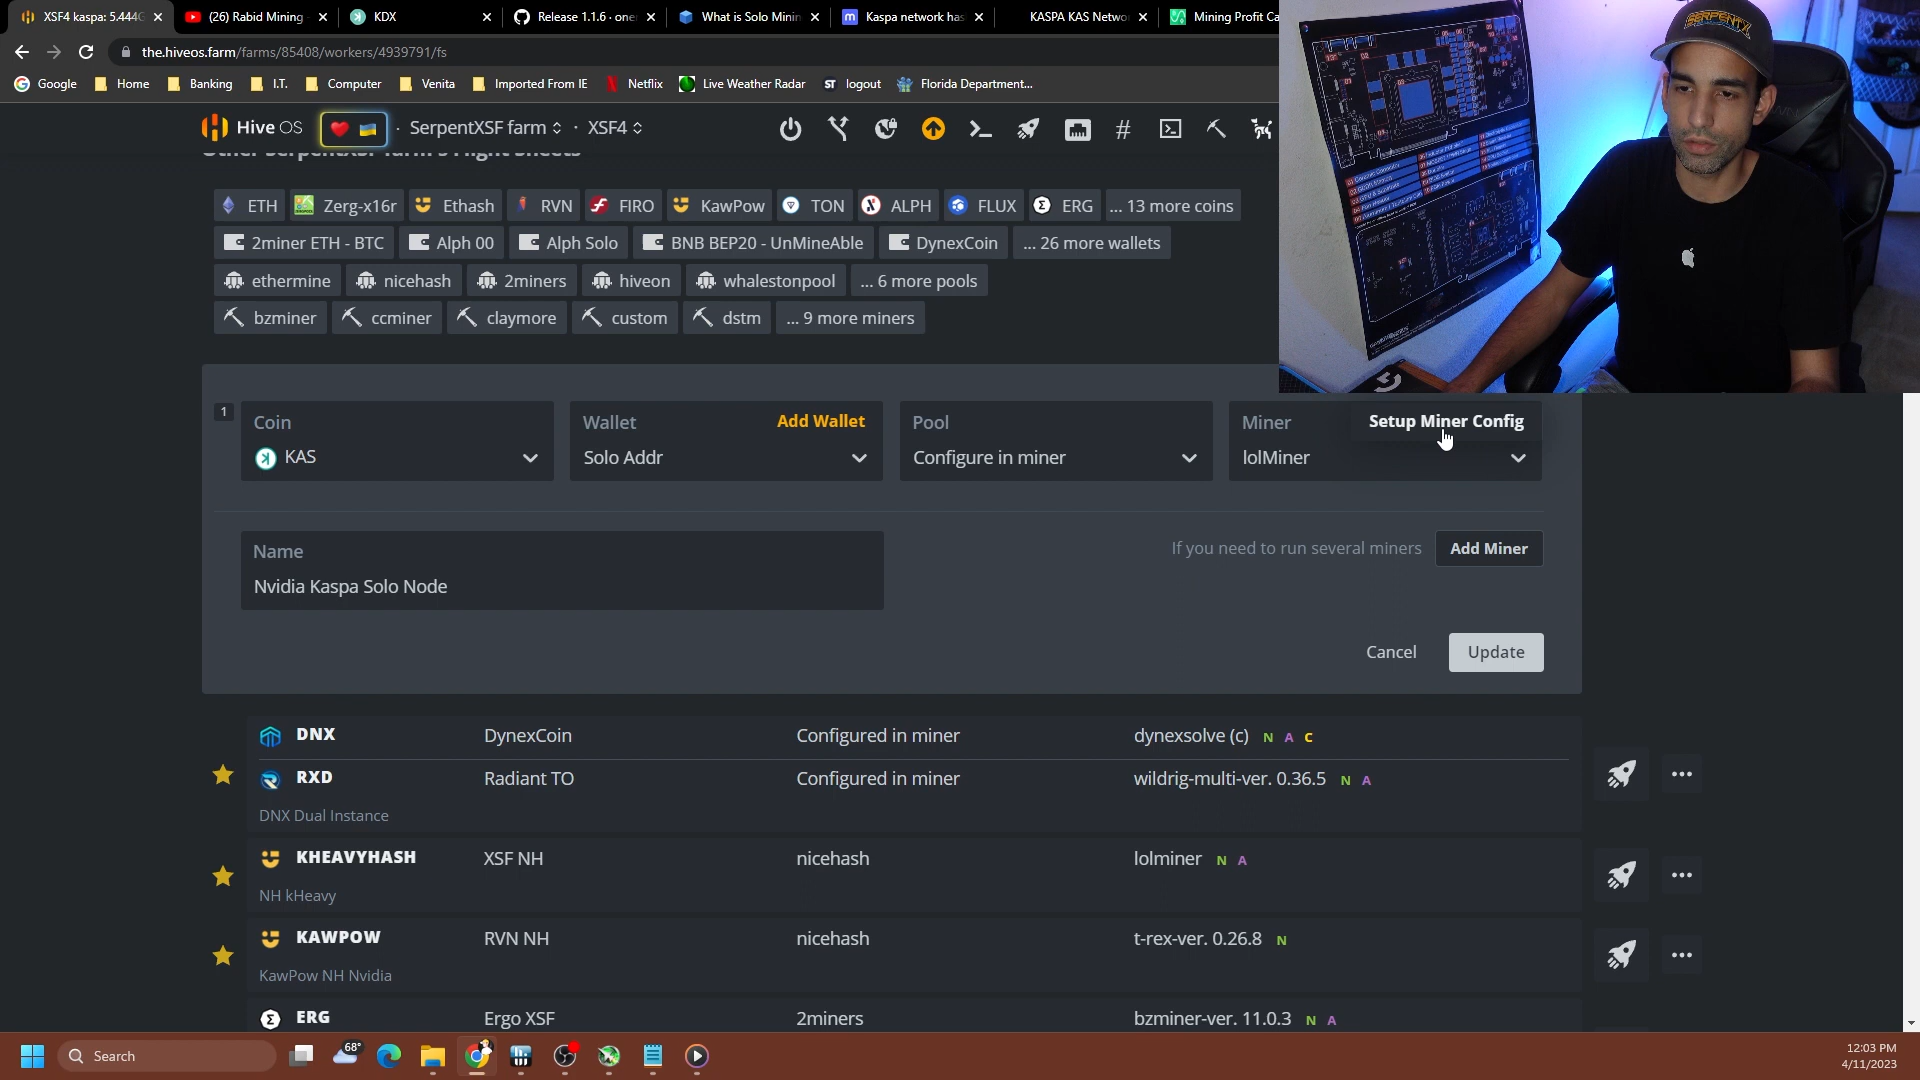 XSF4 kaspa: 5.444G
(26) Rabid Mining
KDX
Release 1.1.6 · one
What is Solo Minin
Kaspa network has
KASPA KAS Netwo
Mining Profit Ca
the.hiveos.farm/farms/85408/workers/4939791/fs
Google
Home
Banking
I.T.
Computer
Venita
Imported From IE
Netflix
Live Weather Radar
ST logout
Florida Department...
Hive OS
· SerpentXSF farm
· XSF4
Other SerpentXSF farm's Flight Sheets
ETH
Zerg-x16r
Ethash
RVN
FIRO
KawPow
TON
ALPH
FLUX
ERG
... 13 more coins
2miner ETH - BTC
Alph 00
Alph Solo
BNB BEP20 - UnMineAble
DynexCoin
... 26 more wallets
ethermine
nicehash
2miners
hiveon
whalestonpool
... 6 more pools
bzminer
ccminer
claymore
custom
dstm
... 9 more miners
1
Coin
KAS
Wallet
Add Wallet
Solo Addr
Pool
Configure in miner
Miner
Setup Miner Config
lolMiner
Name
Nvidia Kaspa Solo Node
If you need to run several miners
Add Miner
Cancel
Update
DNX
DynexCoin
Configured in miner
dynexsolve (c) N A C
RXD
Radiant TO
Configured in miner
wildrig-multi-ver. 0.36.5 N A
DNX Dual Instance
KHEAVYHASH
XSF NH
nicehash
lolminer N A
NH kHeavy
KAWPOW
RVN NH
nicehash
t-rex-ver. 0.26.8 N
KawPow NH Nvidia
ERG
Ergo XSF
2miners
bzminer-ver. 11.0.3 N A
Search
68°
12:03 PM
4/11/2023
SERPENTX